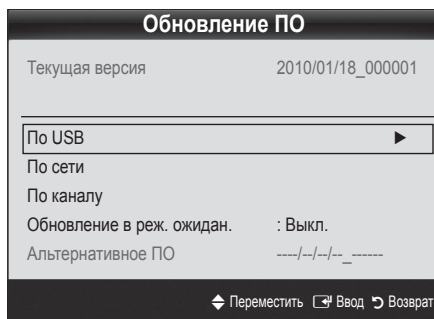 Обновление ПО
Текущая версия 2010/01/18_000001
По USB ▶
По сети
По каналу
Обновление в реж. ожидан. : Выкл.
Альтернативное ПО ----/--/--/--_------
Переместить Ввод Возврат